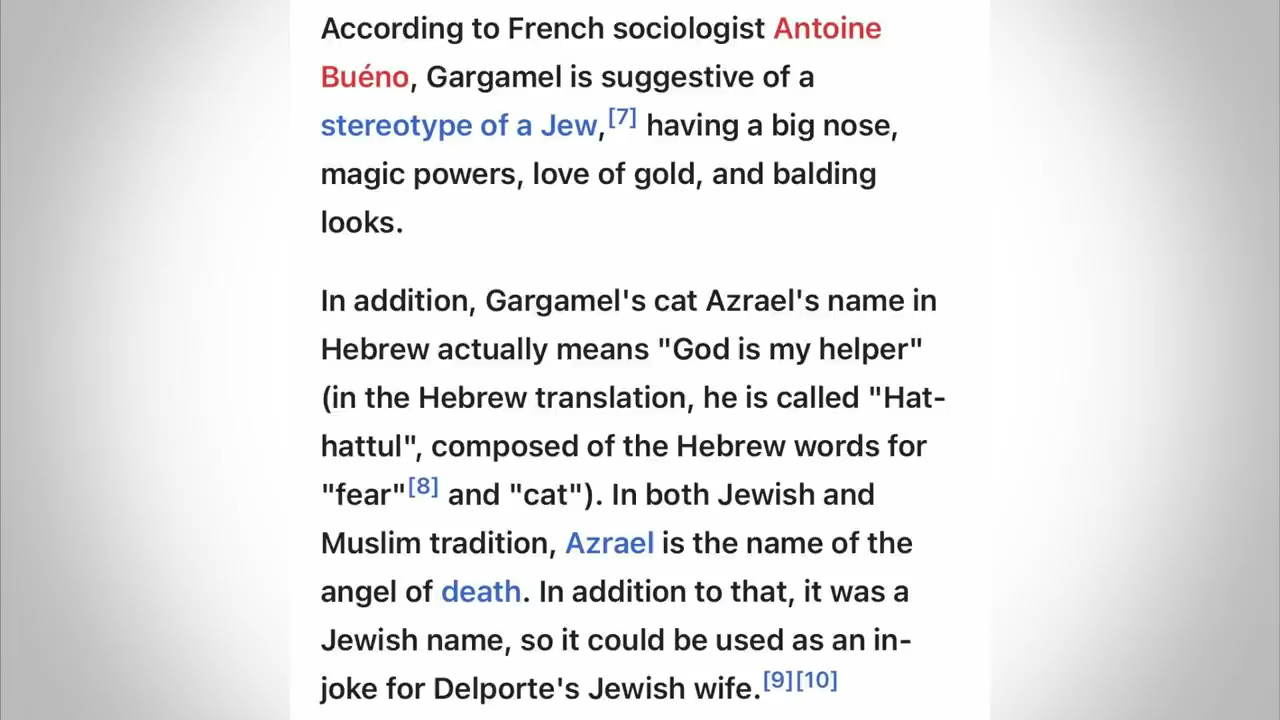 According to French sociologist Antoine
Buéno, Gargamel is suggestive of a
stereotype of a Jew,[7] having a big nose,
magic powers, love of gold, and balding
looks.
In addition, Gargamel's cat Azrael's name in
Hebrew actually means "God is my helper"
(in the Hebrew translation, he is called "Hat-
hattul", composed of the Hebrew words for
"fear"[8] and "cat"). In both Jewish and
Muslim tradition, Azrael is the name of the
angel of death. In addition to that, it was a
Jewish name, so it could be used as an in-
joke for Delporte's Jewish wife.[9][10]